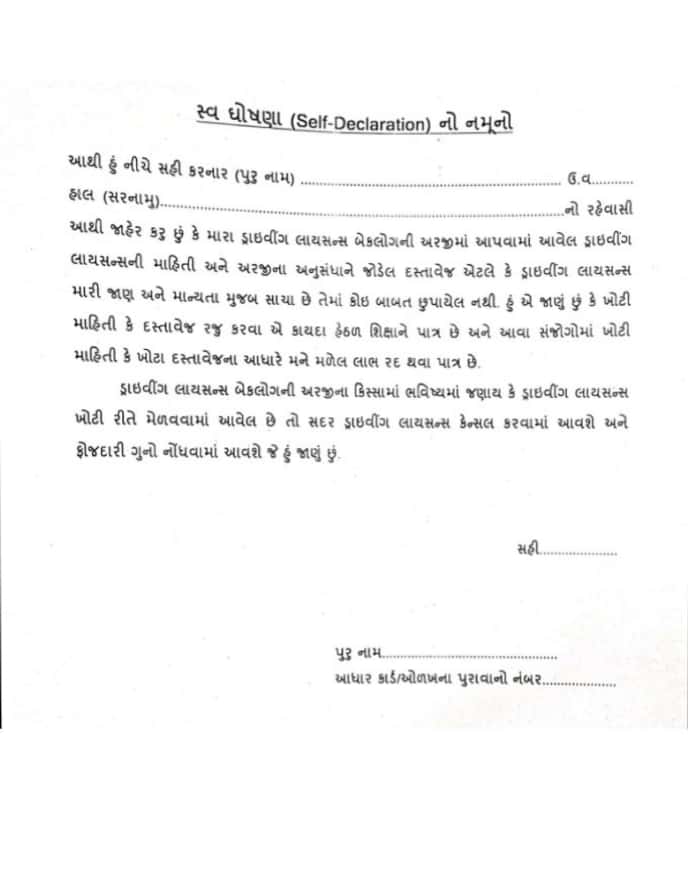 સ્વ ઘોષણા (Self-Declaration) નો નમૂનો
આથી હું નીચે સહી કરનાર (પુરુ નામ) ............................................................ ઉ.વ...........
હાલ (સરનામુ)..............................................................................................નો રહેવાસી
આથી જાહેર કરુ છું કે મારા ડ્રાઇવીંગ લાયસન્સ બેકલોગની અરજીમાં આપવામાં આવેલ ડ્રાઇવીંગ
લાયસન્સની માહિતી અને અરજીના અનુસંધાને જોડેલ દસ્તાવેજ એટલે કે ડ્રાઇવીંગ લાયસન્સ
મારી જાણ અને માન્યતા મુજબ સાચા છે તેમાં કોઇ બાબત છુપાયેલ નથી. હું એ જાણું છું કે ખોટી
માહિતી કે દસ્તાવેજ રજુ કરવા એ કાયદા હેઠળ શિક્ષાને પાત્ર છે અને આવા સંજોગોમાં ખોટી
માહિતી કે ખોટા દસ્તાવેજના આધારે મને મળેલ લાભ રદ થવા પાત્ર છે.
ડ્રાઇવીંગ લાયસન્સ બેકલોગની અરજીના કિસ્સામાં ભવિષ્યમાં જણાય કે ડ્રાઇવીંગ લાયસન્સ
ખોટી રીતે મેળવવામાં આવેલ છે તો સદર ડ્રાઇવીંગ લાયસન્સ કેન્સલ કરવામાં આવશે અને
ફોજદારી ગુનો નોંધવામાં આવશે જે હું જાણું છું.
સહી....................
પુરુ નામ.............................................
આધાર કાર્ડ/ઓળખના પુરાવાનો નંબર...................